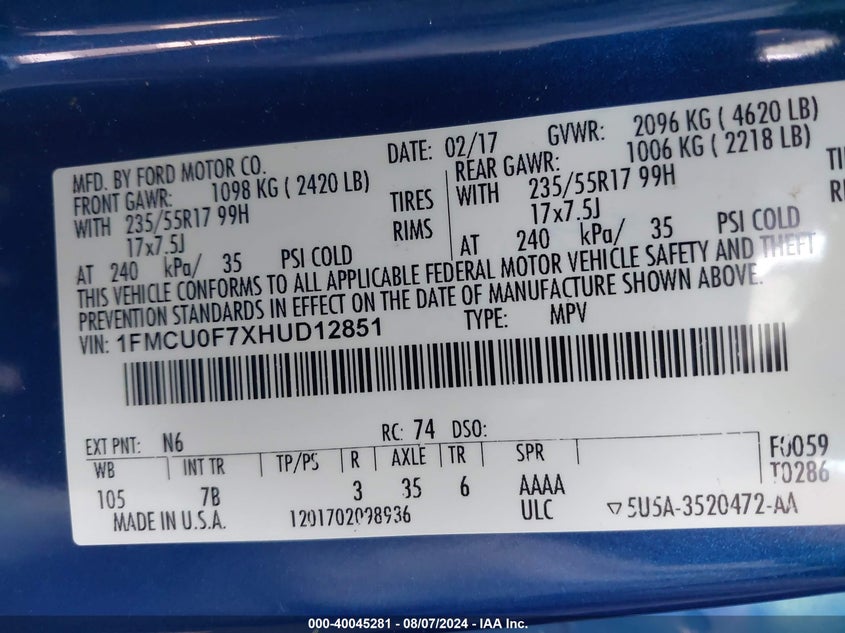 MFD. BY FORD MOTOR CO.
DATE: 02/17
GVWR: 2096 KG ( 4620 LB)
FRONT GAWR: 1098 KG ( 2420 LB)
REAR GAWR: 1006 KG ( 2218 LB)
WITH 235/55R17 99H TIRES
WITH 235/55R17 99H
17x7.5J RIMS
17x7.5J
AT 240 kPa/ 35 PSI COLD
AT 240 kPa/ 35 PSI COLD
THIS VEHICLE CONFORMS TO ALL APPLICABLE FEDERAL MOTOR VEHICLE SAFETY AND THEFT
PREVENTION STANDARDS IN EFFECT ON THE DATE OF MANUFACTURE SHOWN ABOVE.
VIN: 1FMCU0F7XHUD12851
TYPE: MPV
EXT PNT: N6 RC: 74 DSO:
WB INT TR TP/PS R AXLE TR SPR
F0059
T0286
105 7B 3 35 6 AAAA
MADE IN U.S.A. 1201702098936 ULC ▽5U5A-3520472-AA
000-40045281 - 08/07/2024 - IAA Inc.